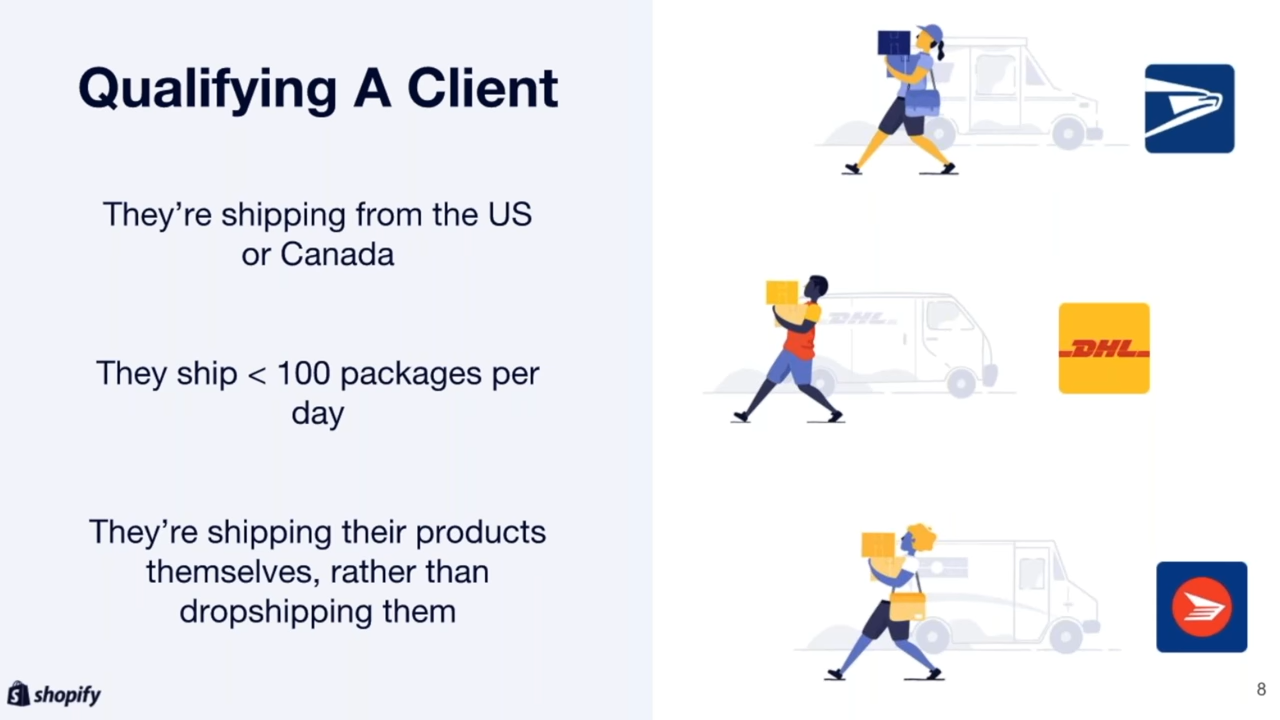 Qualifying A Client
They’re shipping from the US
or Canada
They ship < 100 packages per
day
They’re shipping their products
themselves, rather than
dropshipping them
shopify
DHL
DHL
8